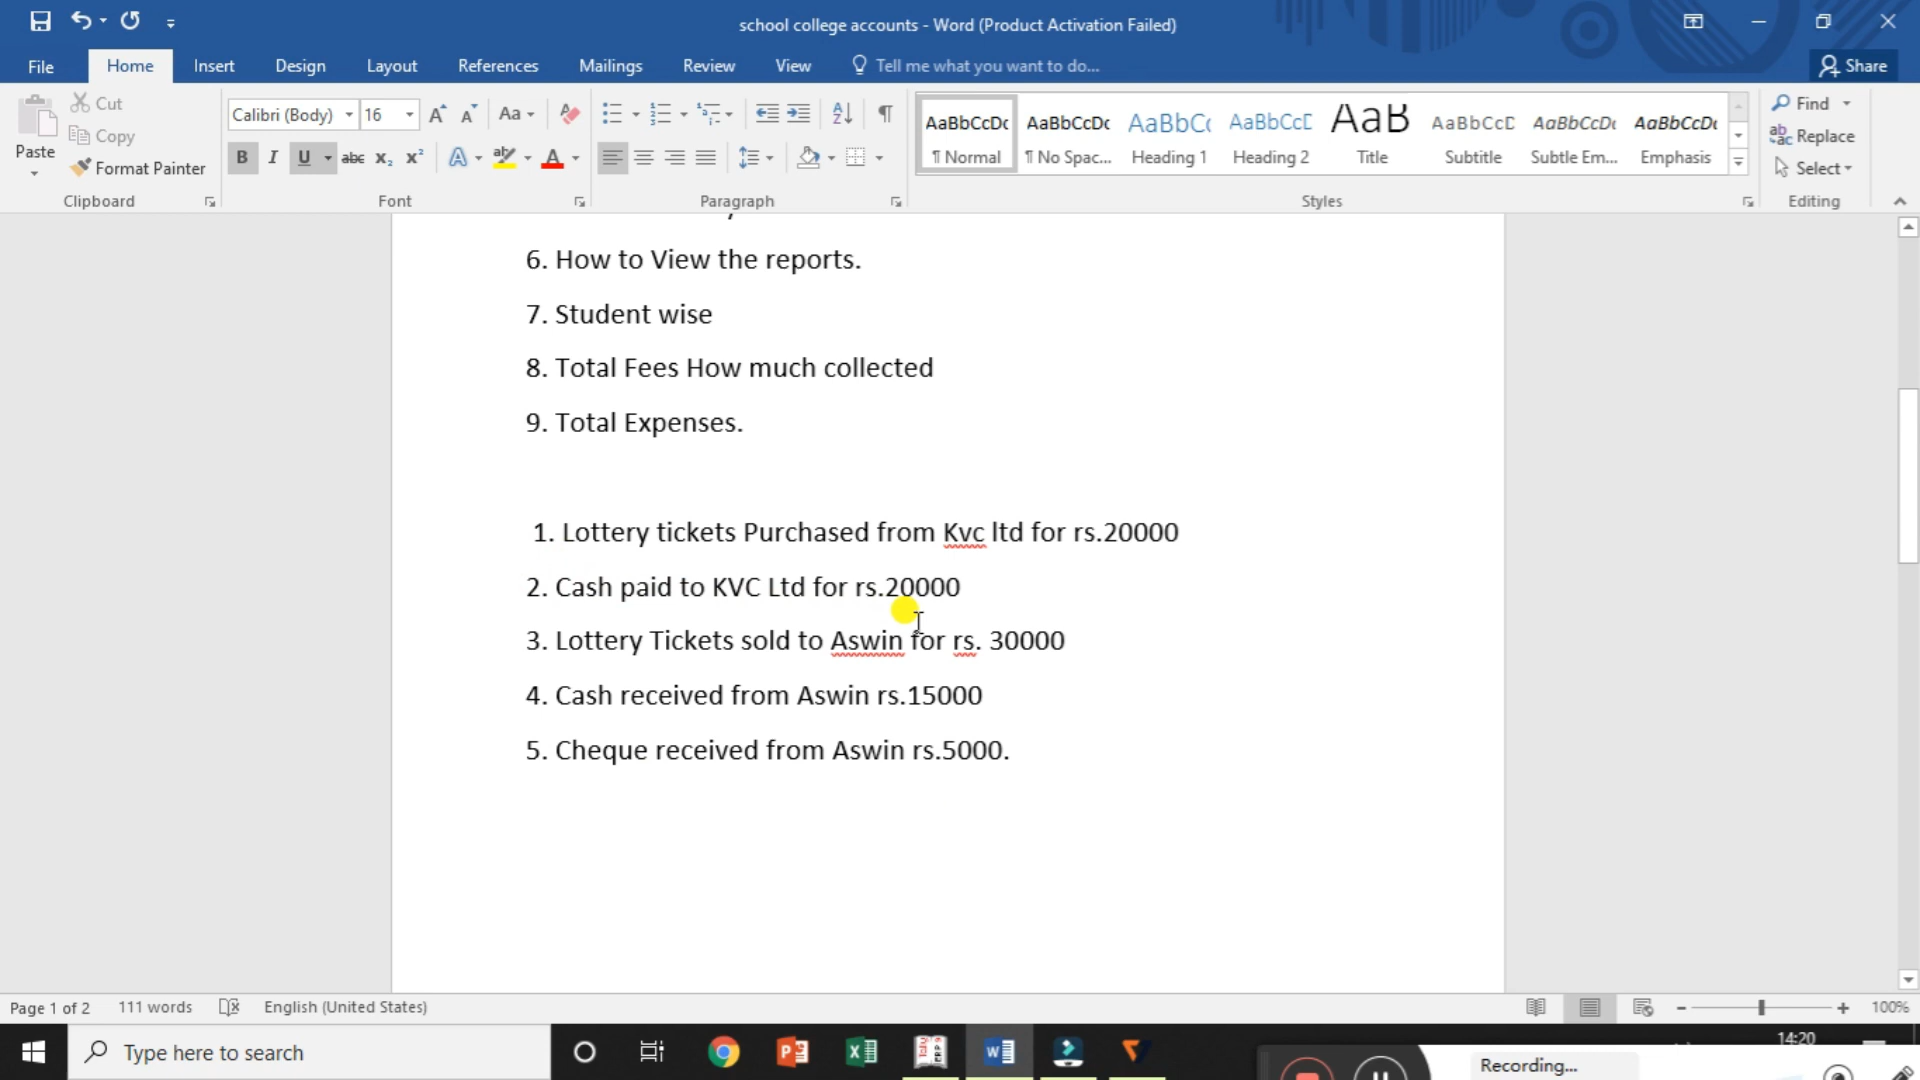 school college accounts - Word (Product Activation Failed)
File Home Insert Design Layout References Mailings Review View Tell me what you want to do... Share
Paste
Cut
Copy
Format Painter
Clipboard
Calibri (Body) 16
Aa
B I U abc X₂ X²
Font
Paragraph
AaBbCcDc AaBbCcDc AaBbCc AaBbCcD AaB AaBbCcD AaBbCcDc AaBbCcDc
¶ Normal ¶ No Spac... Heading 1 Heading 2 Title Subtitle Subtle Em... Emphasis
Styles
Find
Replace
Select
Editing
6. How to View the reports.
7. Student wise
8. Total Fees How much collected
9. Total Expenses.
1. Lottery tickets Purchased from Kvc ltd for rs.20000
2. Cash paid to KVC Ltd for rs.20000
3. Lottery Tickets sold to Aswin for rs. 30000
4. Cash received from Aswin rs.15000
5. Cheque received from Aswin rs.5000.
Page 1 of 2 111 words English (United States) 100%
Type here to search
14:20
Recording...